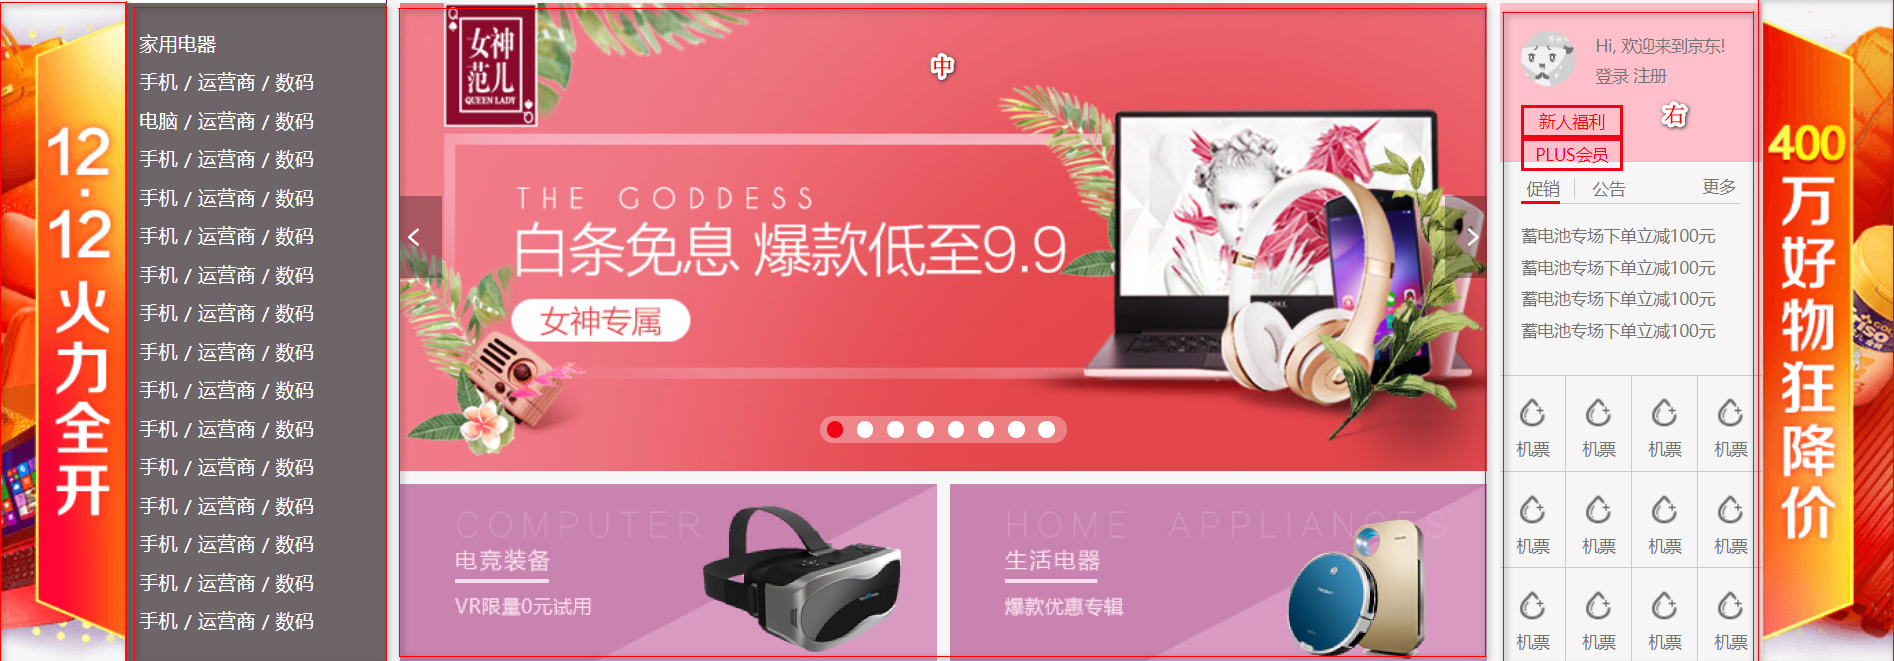 12
·
12
火
力
全
开
家用电器
手机 / 运营商 / 数码
电脑 / 运营商 / 数码
手机 / 运营商 / 数码
手机 / 运营商 / 数码
手机 / 运营商 / 数码
手机 / 运营商 / 数码
手机 / 运营商 / 数码
手机 / 运营商 / 数码
手机 / 运营商 / 数码
手机 / 运营商 / 数码
手机 / 运营商 / 数码
手机 / 运营商 / 数码
手机 / 运营商 / 数码
手机 / 运营商 / 数码
手机 / 运营商 / 数码
Q
女神
范儿
QUEEN LADY
Q
中
THE GODDESS
白条免息 爆款低至9.9
女神专属
DELL
COMPUTER
电竞装备
VR限量0元试用
HOME APPLIANCES
生活电器
爆款优惠专辑
Hi, 欢迎来到京东!
登录 注册
右
新人福利
PLUS会员
促销 公告 更多
蓄电池专场下单立减100元
蓄电池专场下单立减100元
蓄电池专场下单立减100元
蓄电池专场下单立减100元
机票 机票 机票 机票
机票 机票 机票 机票
机票 机票 机票 机票
400
万
好
物
狂
降
价